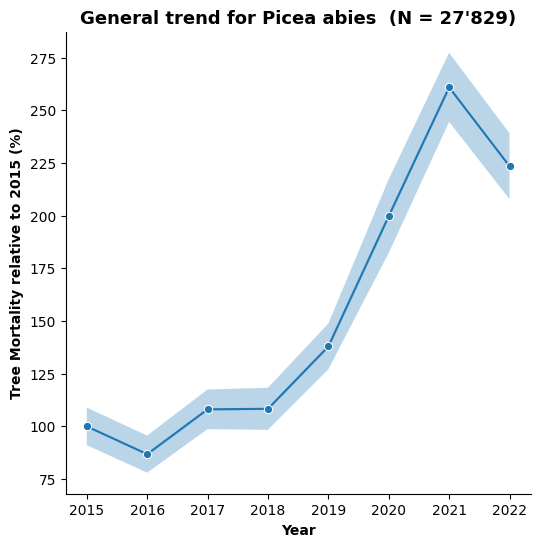 General trend for Picea abies  (N = 27'829)
Tree Mortality relative to 2015 (%)
275
250
225
200
175
150
125
100
75
2015 2016 2017 2018 2019 2020 2021 2022
Year